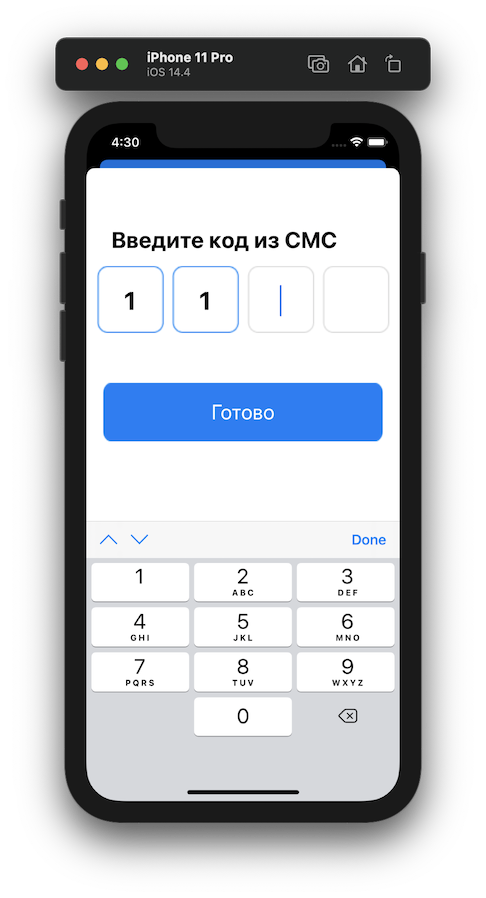 iPhone 11 Pro
iOS 14.4
4:30
Введите код из СМС
1 1
Готово
Done
1 2 3
ABC DEF
4 5 6
GHI JKL MNO
7 8 9
PQRS TUV WXYZ
0